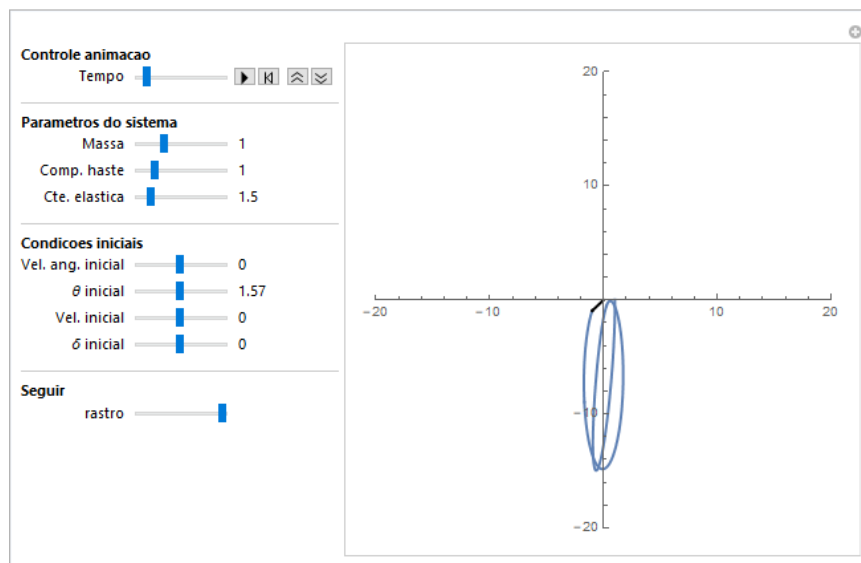 Controle animacao
Tempo
Parametros do sistema
Massa 1
Comp. haste 1
Cte. elastica 1.5
Condicoes iniciais
Vel. ang. inicial 0
θ inicial 1.57
Vel. inicial 0
δ inicial 0
Seguir
rastro
20
10
-20 -10 10 20
-10
-20